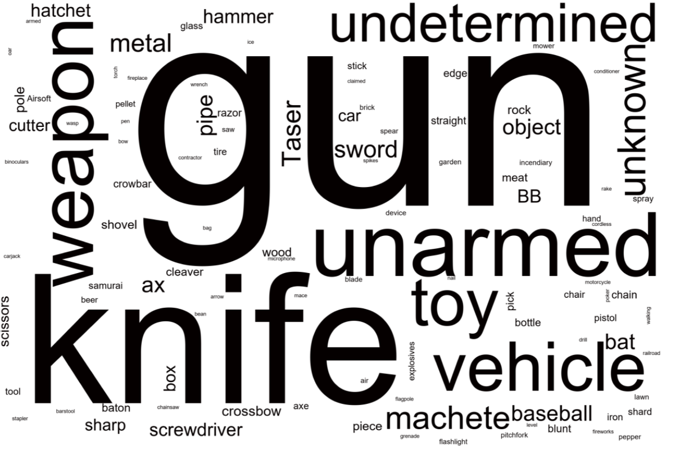 hatchet
armed
glass
hammer
undetermined
weapon
metal
ice
mower
car
gun
torch
fireplace
wrench
stick
claimed
edge
conditioner
unknown
pole
Airsoft
pellet
pipe
razor
Taser
car
brick
rock
cutter
wasp
pen
saw
spear
straight
object
bow
contractor
tire
sword
spikes
garden
incendiary
binoculars
meat
crowbar
BB
rake
spray
shovel
bag
device
unarmed
hand
cordless
carjack
wood
microphone
cleaver
samurai
ax
blade
nail
toy
motorcycle
knife
scissors
beer
arrow
mace
pick
chair
poker
chain
bean
bottle
pistol
walking
drill
bat
explosives
vehicle
railroad
box
air
tool
flagpole
lawn
stapler
barstool
baton
chainsaw
crossbow
axe
machete
baseball
iron
shard
sharp
screwdriver
piece
level
blunt
grenade
flashlight
pitchfork
fireworks
pepper